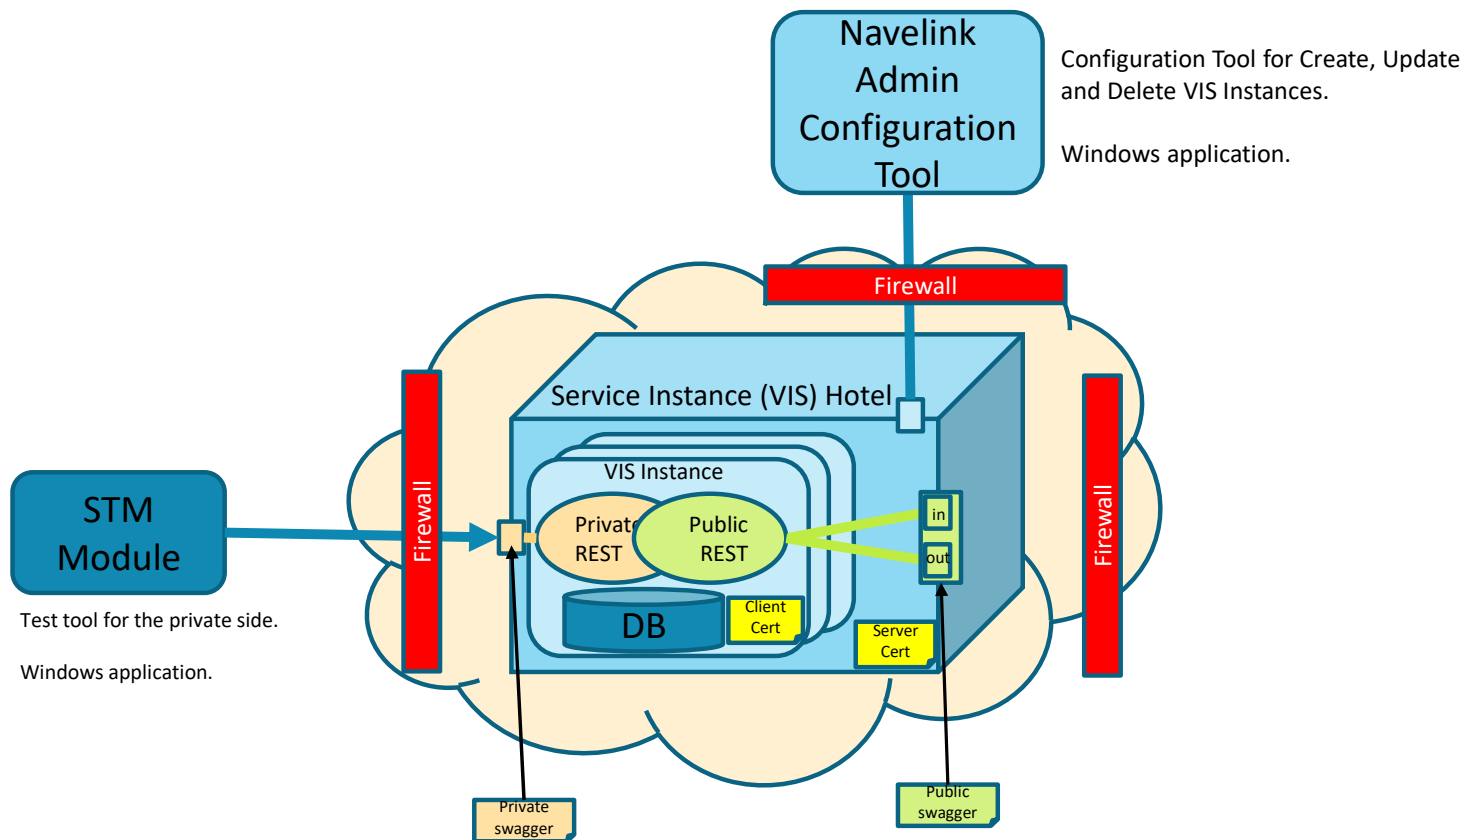 Navelink
Admin
Configuration
Tool
Configuration Tool for Create, Update
and Delete VIS Instances.
Windows application.
Firewall
Service Instance (VIS) Hotel
VIS Instance
Firewall
STM
Module
Private
REST
Public
REST
in
out
Firewall
DB
Client
Cert
Server
Cert
Test tool for the private side.
Windows application.
Private
swagger
Public
swagger